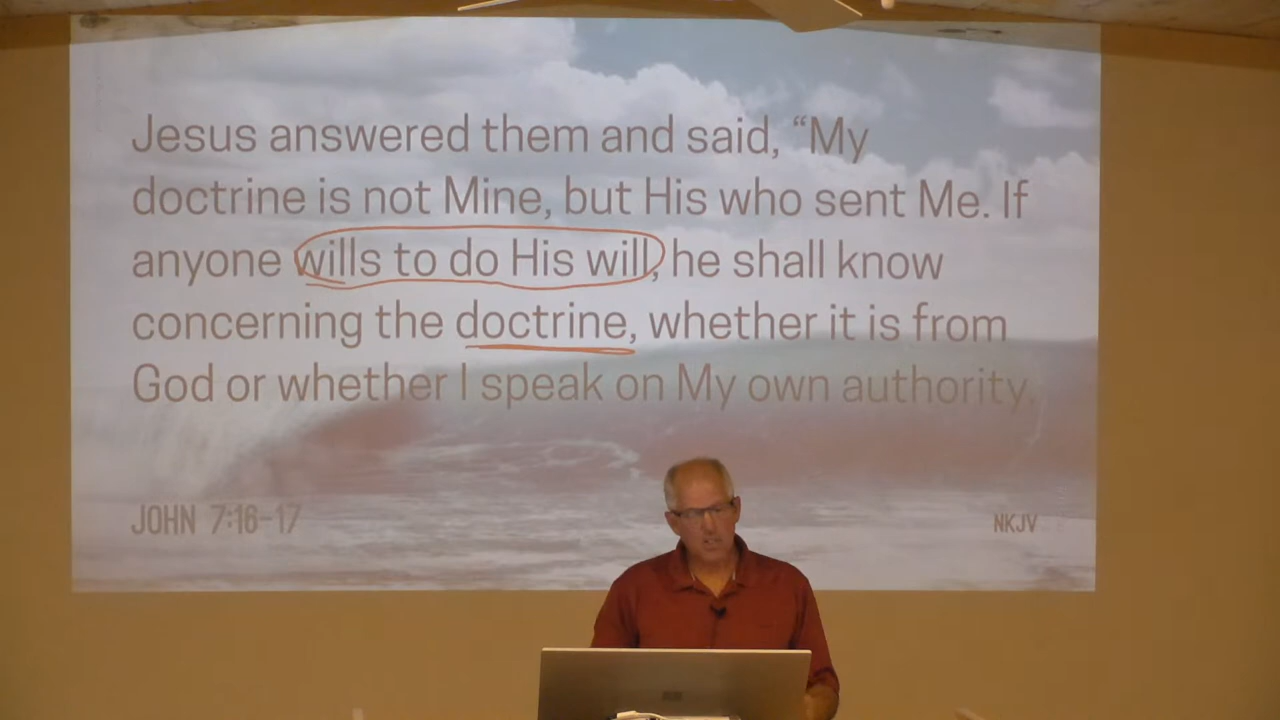 Jesus answered them and said, “My
doctrine is not Mine, but His who sent Me. If
anyone wills to do His will, he shall know
concerning the doctrine, whether it is from
God or whether I speak on My own authority.
JOHN 7:16-17
NKJV